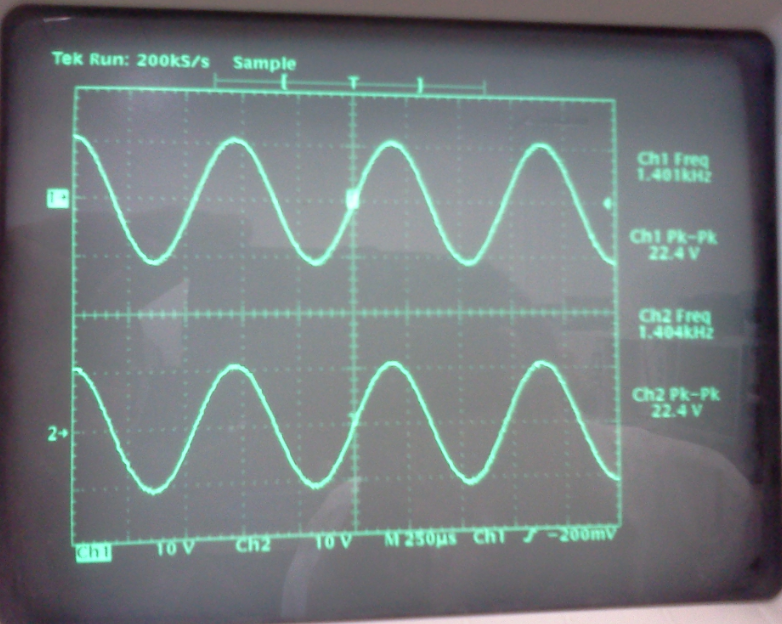 Tek Run: 200kS/s Sample
T
1→
Ch1 Freq
1.401kHz
Ch1 Pk-Pk
22.4 V
Ch2 Freq
1.404kHz
Ch2 Pk-Pk
22.4 V
2→
Ch1 10 V Ch2 10 V M 250µs Ch1 -200mV